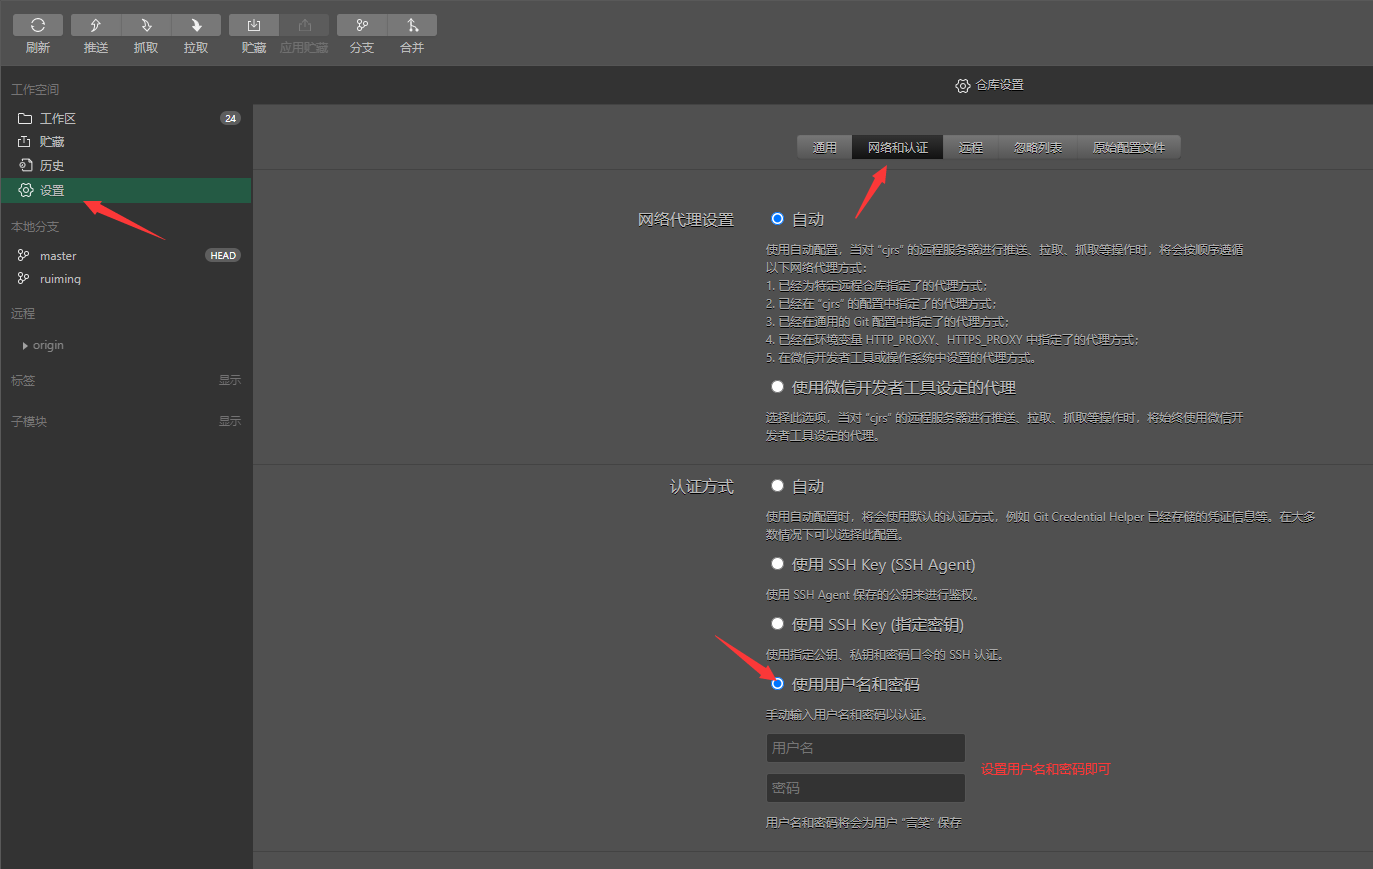 刷新
推送
抓取
拉取
贮藏
应用贮藏
分支
合并
工作空间
工作区
24
贮藏
历史
设置
本地分支
master
HEAD
ruiming
远程
origin
标签
显示
子模块
显示
仓库设置
通用
网络和认证
远程
忽略列表
原始配置文件
网络代理设置
自动
使用自动配置，当对 “cjrs” 的远程服务器进行推送、拉取、抓取等操作时，将会按顺序遵循
以下网络代理方式：
1. 已经为特定远程仓库指定了的代理方式；
2. 已经在 “cjrs” 的配置中指定了的代理方式；
3. 已经在通用的 Git 配置中指定了的代理方式；
4. 已经在环境变量 HTTP_PROXY、HTTPS_PROXY 中指定了的代理方式；
5. 在微信开发者工具或操作系统中设置的代理方式。
使用微信开发者工具设定的代理
选择此选项，当对 “cjrs” 的远程服务器进行推送、拉取、抓取等操作时，将始终使用微信开
发者工具设定的代理。
认证方式
自动
使用自动配置时，将会使用默认的认证方式，例如 Git Credential Helper 已经存储的凭证信息等。在大多
数情况下可以选择此配置。
使用 SSH Key (SSH Agent)
使用 SSH Agent 保存的公钥来进行鉴权。
使用 SSH Key (指定密钥)
使用指定公钥、私钥和密码口令的 SSH 认证。
使用用户名和密码
手动输入用户名和密码以认证。
用户名
设置用户名和密码即可
密码
用户名和密码将会为用户 “言笑” 保存